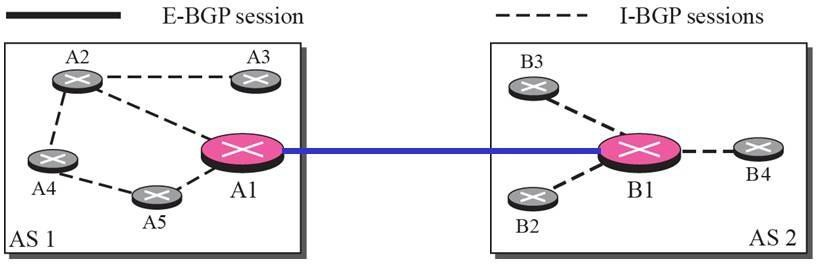 E-BGP session
I-BGP sessions
A2
A3
A4
A5
A1
AS 1
B3
B1
B4
B2
AS 2